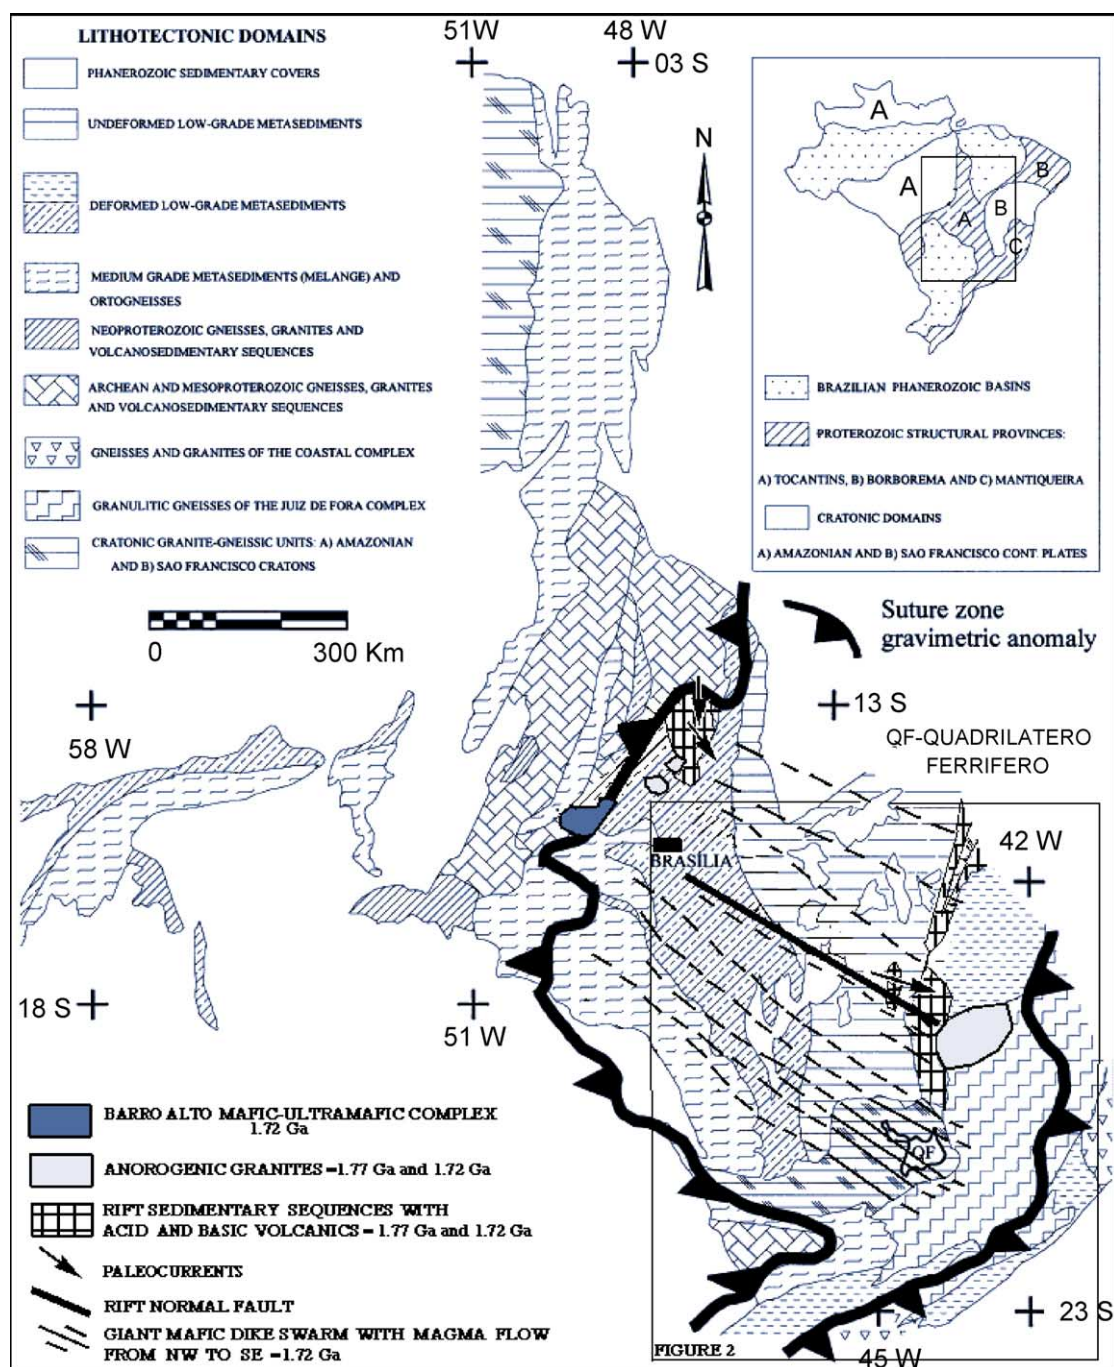 LITHOTECTONIC DOMAINS
PHANEROZOIC SEDIMENTARY COVERS
UNDEFORMED LOW-GRADE METASEDIMENTS
DEFORMED LOW-GRADE METASEDIMENTS
MEDIUM GRADE METASEDIMENTS (MELANGE) AND
ORTOGNEISSES
NEOPROTEROZOIC GNEISSES, GRANITES AND
VOLCANOSEDIMENTARY SEQUENCES
ARCHEAN AND MESOPROTEROZOIC GNEISSES, GRANITES
AND VOLCANOSEDIMENTARY SEQUENCES
GNEISSES AND GRANITES OF THE COASTAL COMPLEX
GRANULITIC GNEISSES OF THE JUIZ DE FORA COMPLEX
CRATONIC GRANITE-GNEISSIC UNITS: A) AMAZONIAN
AND B) SAO FRANCISCO CRATONS
0 300 Km
51W 48 W
03 S
N
A
B
A
B
A
C
BRAZILIAN PHANEROZOIC BASINS
PROTEROZOIC STRUCTURAL PROVINCES:
A) TOCANTINS, B) BORBOREMA AND C) MANTIQUEIRA
CRATONIC DOMAINS
A) AMAZONIAN AND B) SAO FRANCISCO CONT. PLATES
Suture zone
gravimetric anomaly
13 S
58 W
QF-QUADRILATERO
FERRIFERO
42 W
BRASÍLIA
18 S
51 W
QF
BARRO ALTO MAFIC-ULTRAMAFIC COMPLEX
1.72 Ga
ANOROGENIC GRANITES =1.77 Ga and 1.72 Ga
RIFT SEDIMENTARY SEQUENCES WITH
ACID AND BASIC VOLCANICS = 1.77 Ga and 1.72 Ga
PALEOCURRENTS
RIFT NORMAL FAULT
GIANT MAFIC DIKE SWARM WITH MAGMA FLOW
FROM NW TO SE =1.72 Ga
23 S
FIGURE 2
45 W